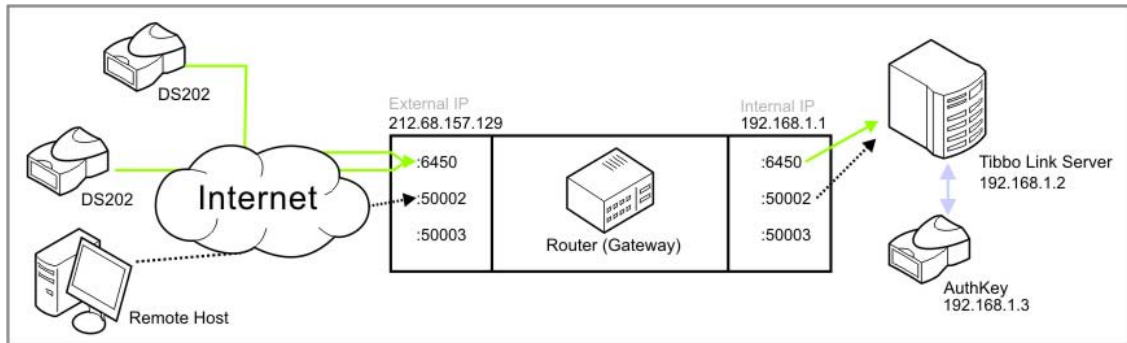 DS202
DS202
Remote Host
Internet
External IP
212.68.157.129
:6450
:50002
:50003
Router (Gateway)
Internal IP
192.168.1.1
:6450
:50002
:50003
Tibbo Link Server
192.168.1.2
AuthKey
192.168.1.3